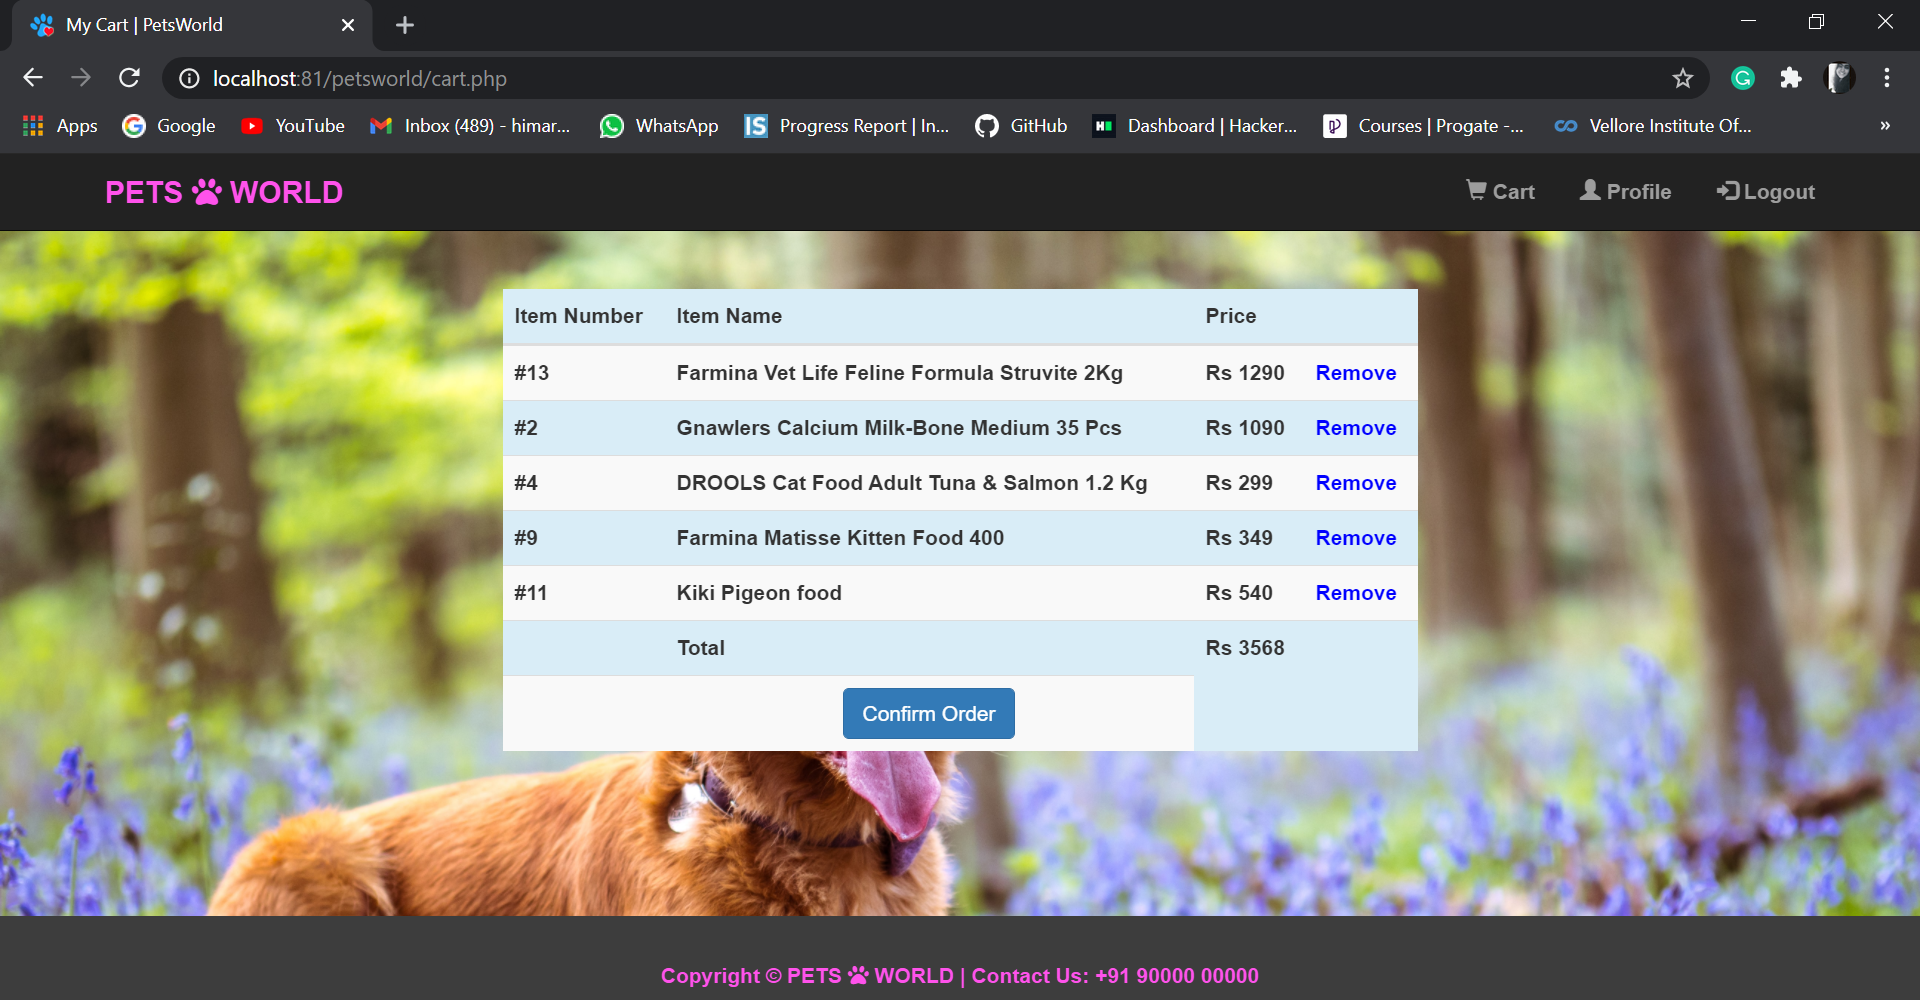 My Cart | PetsWorld
localhost:81/petsworld/cart.php
Apps Google YouTube Inbox (489) - himar... WhatsApp Progress Report | In... GitHub Dashboard | Hacker... Courses | Progate -... Vellore Institute Of... »
PETS WORLD Cart Profile Logout
Item Number Item Name Price
#13 Farmina Vet Life Feline Formula Struvite 2Kg Rs 1290 Remove
#2 Gnawlers Calcium Milk-Bone Medium 35 Pcs Rs 1090 Remove
#4 DROOLS Cat Food Adult Tuna & Salmon 1.2 Kg Rs 299 Remove
#9 Farmina Matisse Kitten Food 400 Rs 349 Remove
#11 Kiki Pigeon food Rs 540 Remove
Total Rs 3568
Confirm Order
Copyright © PETS WORLD | Contact Us: +91 90000 00000